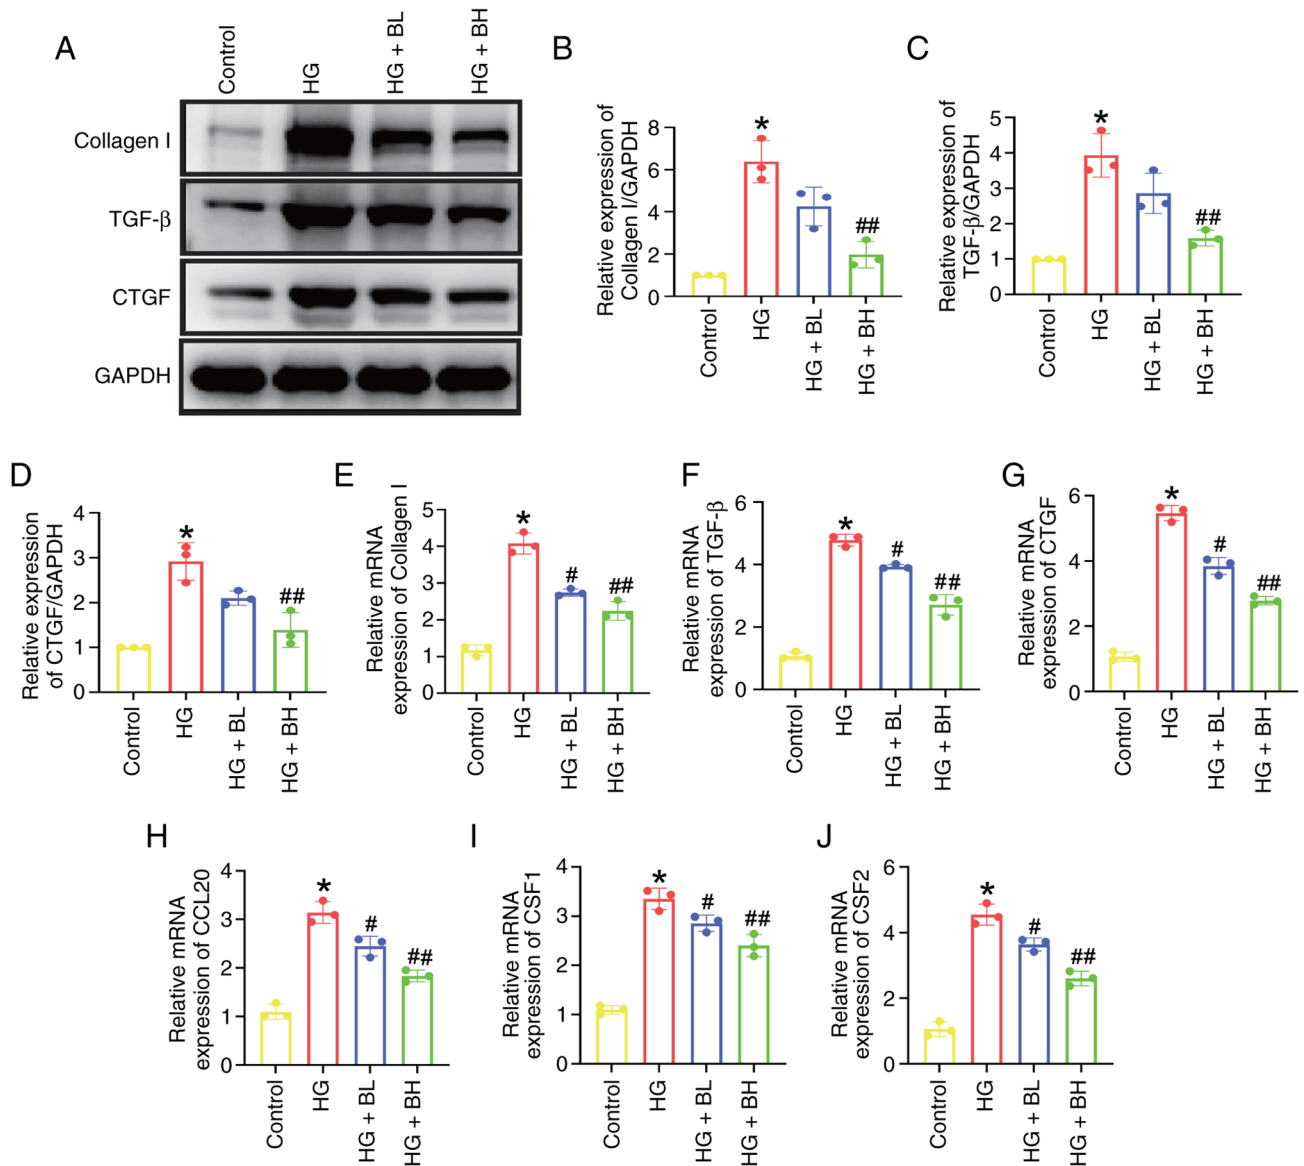 A
Control
HG
HG + BL
HG + BH
Collagen I
TGF-β
CTGF
GAPDH
B
Relative expression of
Collagen I/GAPDH
8
6
4
2
0
*
##
Control
HG
HG + BL
HG + BH
C
Relative expression of
TGF-β/GAPDH
5
4
3
2
1
0
*
##
Control
HG
HG + BL
HG + BH
D
Relative expression
of CTGF/GAPDH
4
3
2
1
0
*
##
Control
HG
HG + BL
HG + BH
E
Relative mRNA
expression of Collagen I
5
4
3
2
1
0
*
#
##
Control
HG
HG + BL
HG + BH
F
Relative mRNA
expression of TGF-β
6
4
2
0
*
#
##
Control
HG
HG + BL
HG + BH
G
Relative mRNA
expression of CTGF
6
4
2
0
*
#
##
Control
HG
HG + BL
HG + BH
H
Relative mRNA
expression of CCL20
4
3
2
1
0
*
#
##
Control
HG
HG + BL
HG + BH
I
Relative mRNA
expression of CSF1
4
3
2
1
0
*
#
##
Control
HG
HG + BL
HG + BH
J
Relative mRNA
expression of CSF2
6
4
2
0
*
#
##
Control
HG
HG + BL
HG + BH